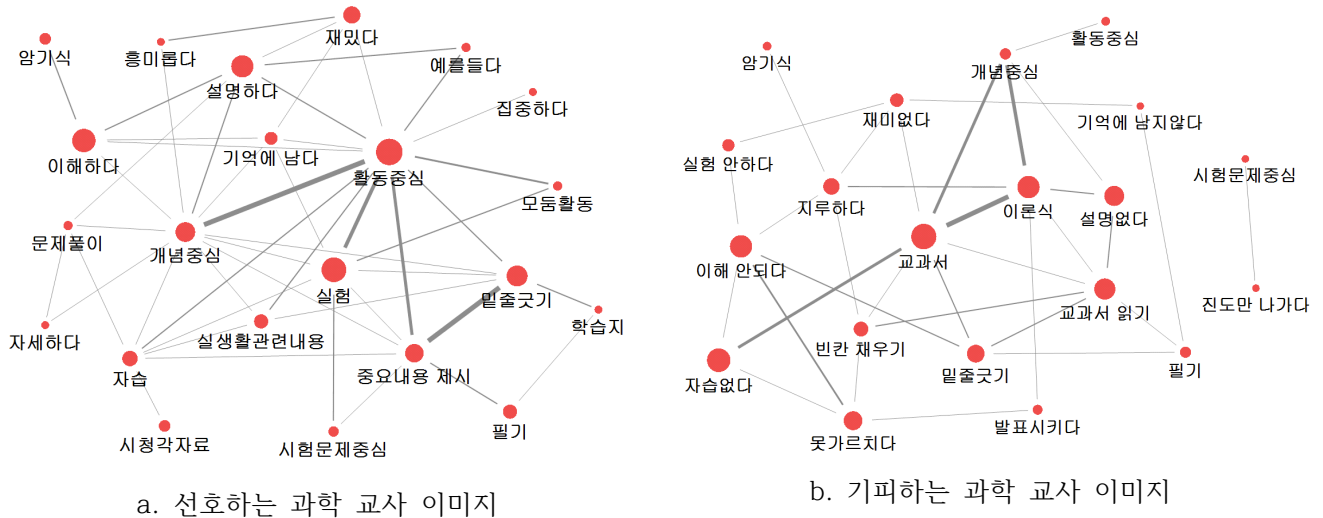 재밌다
암기식
흥미롭다
예를들다
설명하다
집중하다
이해하다
기억에 남다
활동중심
모둠활동
문제풀이
개념중심
실험
밑줄긋기
학습지
자세하다
실생활관련내용
자습
중요내용 제시
필기
시청각자료
시험문제중심
a. 선호하는 과학 교사 이미지
활동중심
암기식
개념중심
재미없다
기억에 남지않다
실험 안하다
시험문제중심
지루하다
이론식
설명없다
이해 안되다
교과서
교과서 읽기
진도만 나가다
빈칸 채우기
밑줄긋기
필기
자습없다
발표시키다
못가르치다
b. 기피하는 과학 교사 이미지